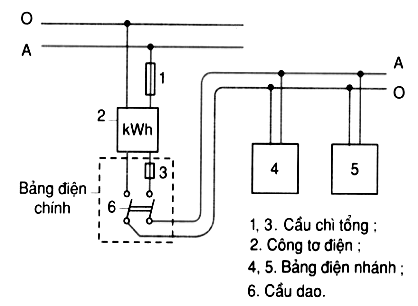 O
A
1
2
kWh
A
O
3
4
5
Bảng điện
chính
6
1, 3. Cầu chì tổng ;
2. Công tơ điện ;
4, 5. Bảng điện nhánh ;
6. Cầu dao.